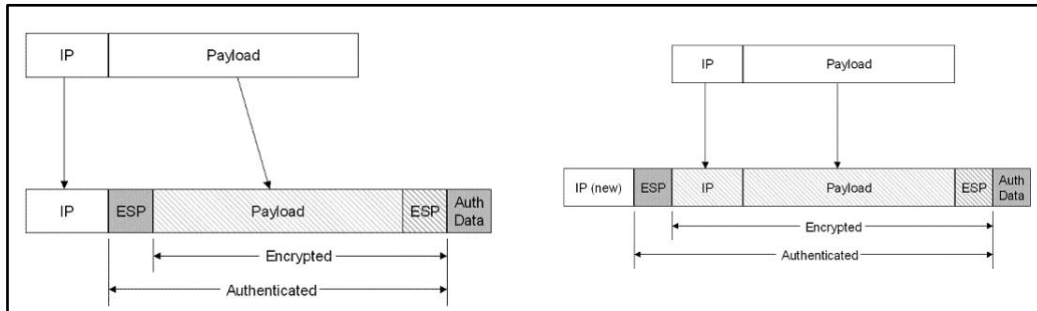 IP Payload
IP ESP Payload ESP Auth
Data
Encrypted
Authenticated
IP Payload
IP (new) ESP IP Payload ESP Auth
Data
Encrypted
Authenticated